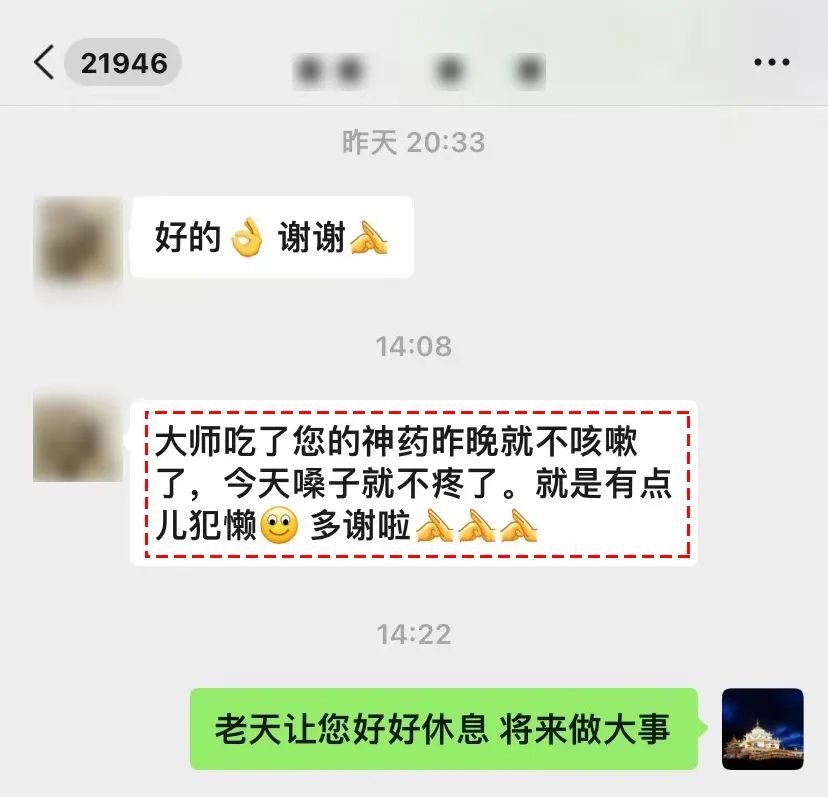 21946
昨天 20:33
好的👌 谢谢🙏
14:08
大师吃了您的神药昨晚就不咳嗽
了，今天嗓子就不疼了。就是有点
儿犯懒🙂 多谢啦🙏🙏🙏
14:22
老天让您好好休息 将来做大事